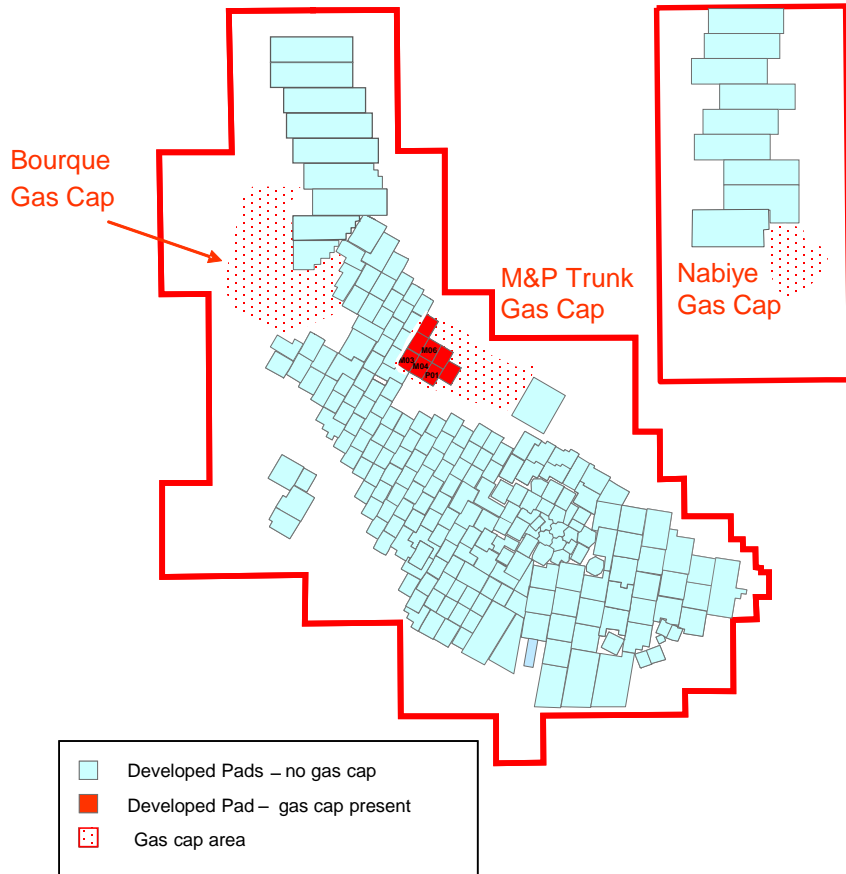 Bourque
Gas Cap
M&P Trunk
Gas Cap
Nabiye
Gas Cap
M06
M03
M04
P01
Developed Pads – no gas cap
Developed Pad – gas cap present
Gas cap area